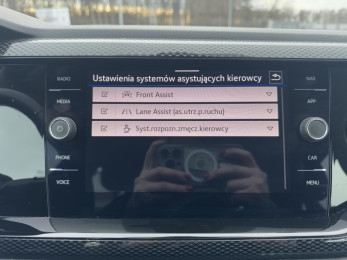 Ustawienia systemów asystujących kierowcy
RADIO
MEDIA
PHONE
VOICE
Front Assist
Lane Assist (as.utrz.p.ruchu)
Syst.rozpozn.zmęcz.kierowcy
NAV
APP
CAR
MENU